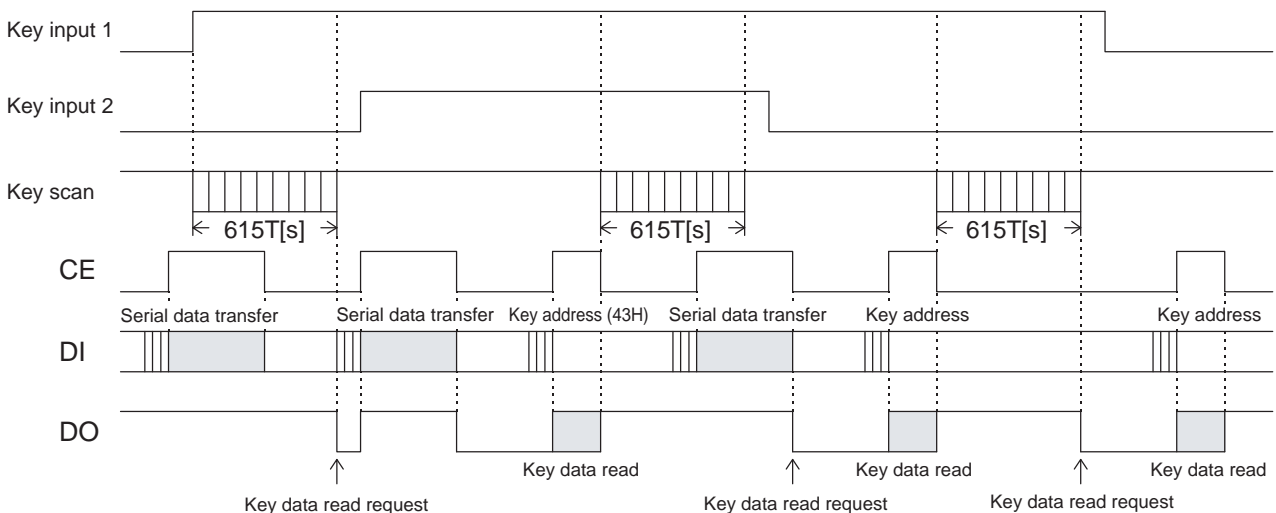 Key input 1
Key input 2
Key scan
615T[s] 615T[s] 615T[s]
CE
Serial data transfer Serial data transfer Key address (43H) Serial data transfer Key address Key address
DI
DO
Key data read Key data read Key data read
Key data read request Key data read request Key data read request